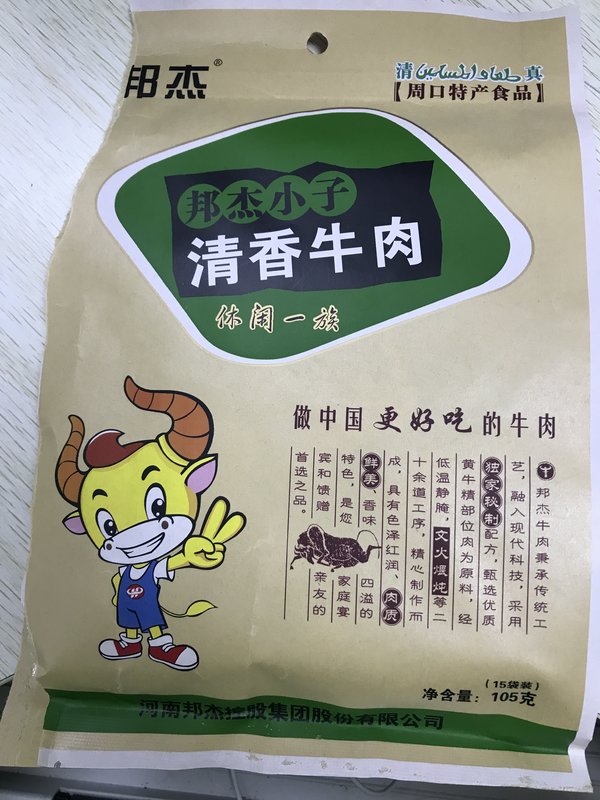 邦杰®
清 真
【周口特产食品】
邦杰小子
清香牛肉
休闲一族
做中国更好吃的牛肉
邦杰牛肉秉承传统工
艺，融入现代科技，采用
独家秘制配方，甄选优质
黄牛精部位肉为原料，经
低温静腌，文火煨炖等二
十余道工序，精心制作而
成，具有色泽红润、肉质
鲜美、香味四溢的
特色，是您家庭宴
宾和馈赠亲友的
首选之品。
（15袋装）
净含量：105克
河南邦杰控股集团股份有限公司